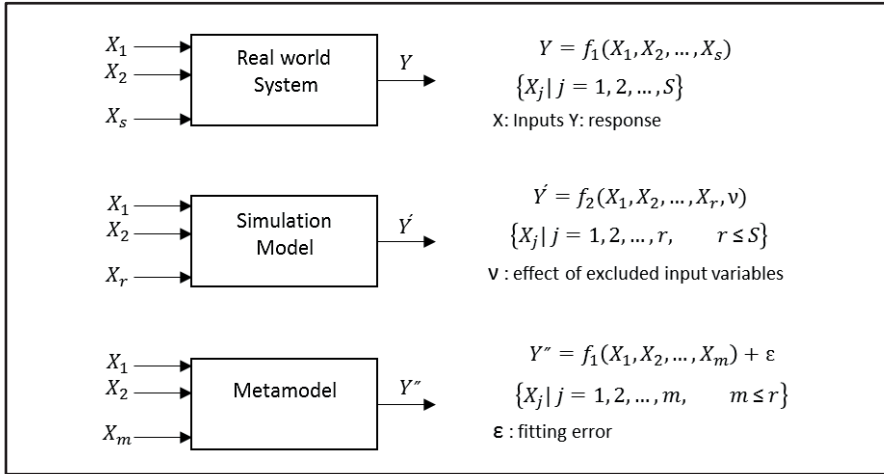 X₁
X₂
Xₛ
Real world
System
Y
Y = f₁(X₁, X₂, ..., Xₛ)
{Xⱼ| j = 1, 2, ..., S}
X: Inputs Y: response
X₁
X₂
Xᵣ
Simulation
Model
Ý
Ý = f₂(X₁, X₂, ..., Xᵣ, ν)
{Xⱼ| j = 1, 2, ..., r, r ≤ S}
ν : effect of excluded input variables
X₁
X₂
Xₘ
Metamodel
Y″
Y″ = f₁(X₁, X₂, ..., Xₘ) + ε
{Xⱼ| j = 1, 2, ..., m, m ≤ r}
ε : fitting error